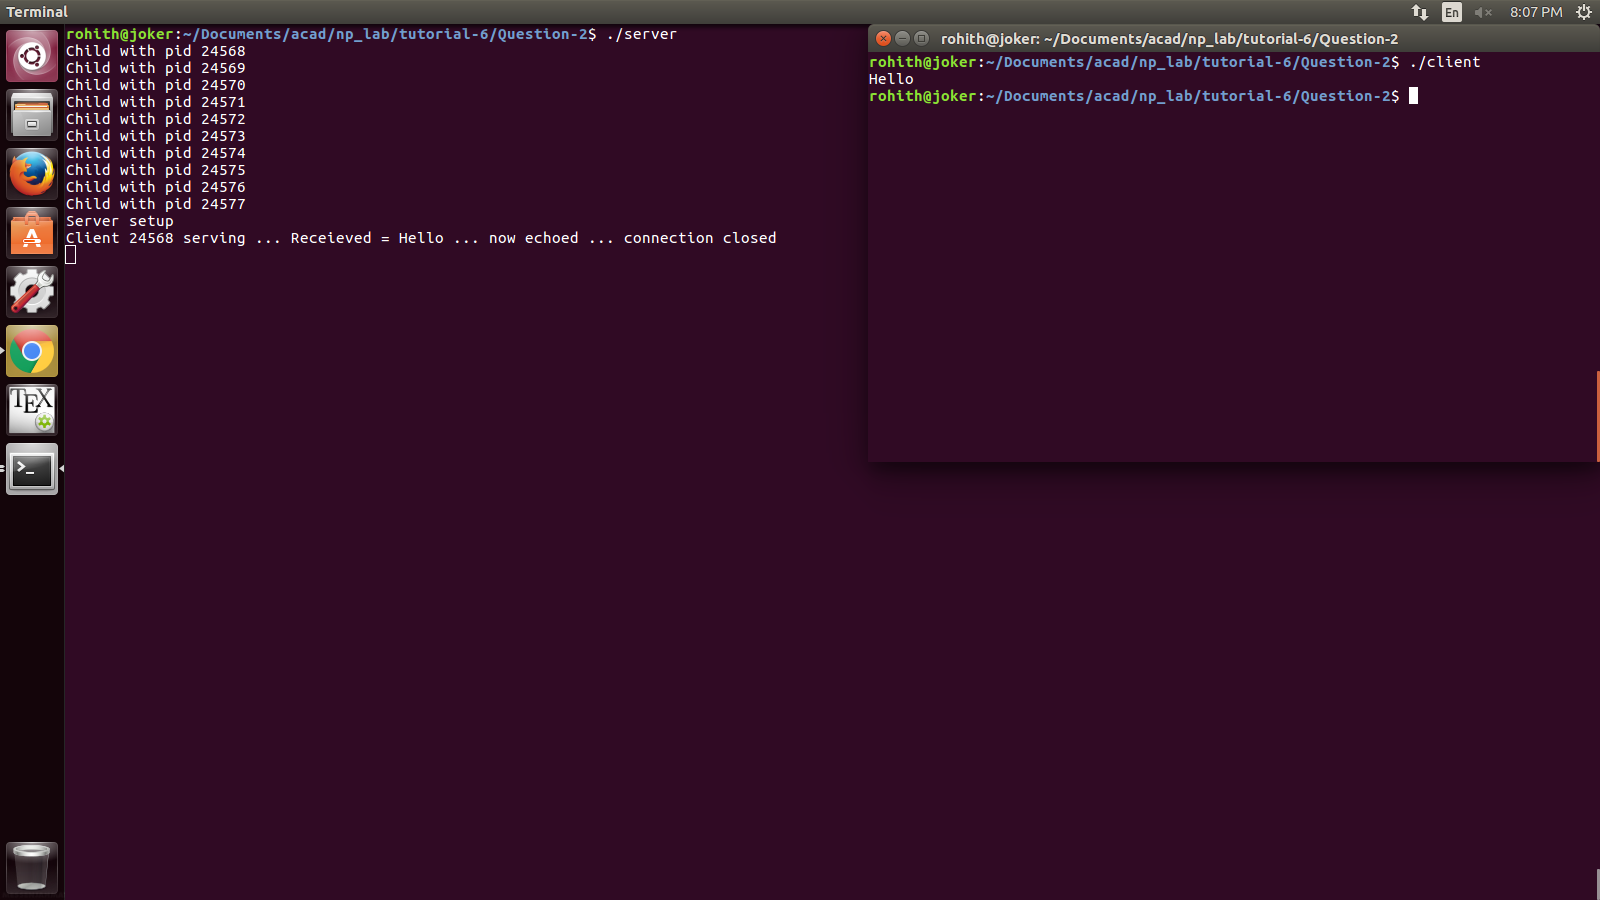 Terminal
En
8:07 PM
rohith@joker:~/Documents/acad/np_lab/tutorial-6/Question-2$ ./server
Child with pid 24568
Child with pid 24569
Child with pid 24570
Child with pid 24571
Child with pid 24572
Child with pid 24573
Child with pid 24574
Child with pid 24575
Child with pid 24576
Child with pid 24577
Server setup
Client 24568 serving ... Receieved = Hello ... now echoed ... connection closed
rohith@joker: ~/Documents/acad/np_lab/tutorial-6/Question-2
rohith@joker:~/Documents/acad/np_lab/tutorial-6/Question-2$ ./client
Hello
rohith@joker:~/Documents/acad/np_lab/tutorial-6/Question-2$
A
TEX
>_